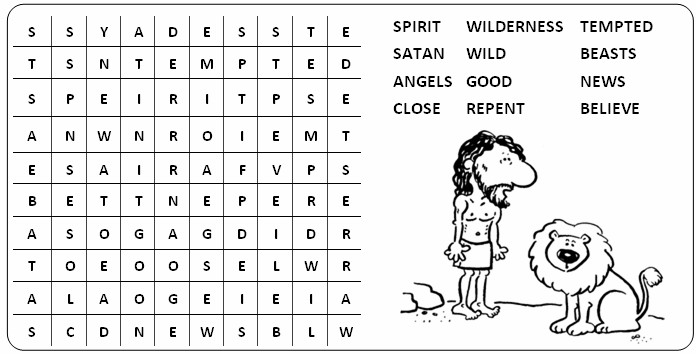 S S Y A D E S S T E
T S N T E M P T E D
S P E I R I T P S E
A N W N R O I E M T
E S A I R A F V P S
B E T T N E P E R E
A S O G A G D I D R
T O E O O S E L W R
A L A O G E I E I A
S C D N E W S B L W
SPIRIT WILDERNESS TEMPTED
SATAN WILD BEASTS
ANGELS GOOD NEWS
CLOSE REPENT BELIEVE